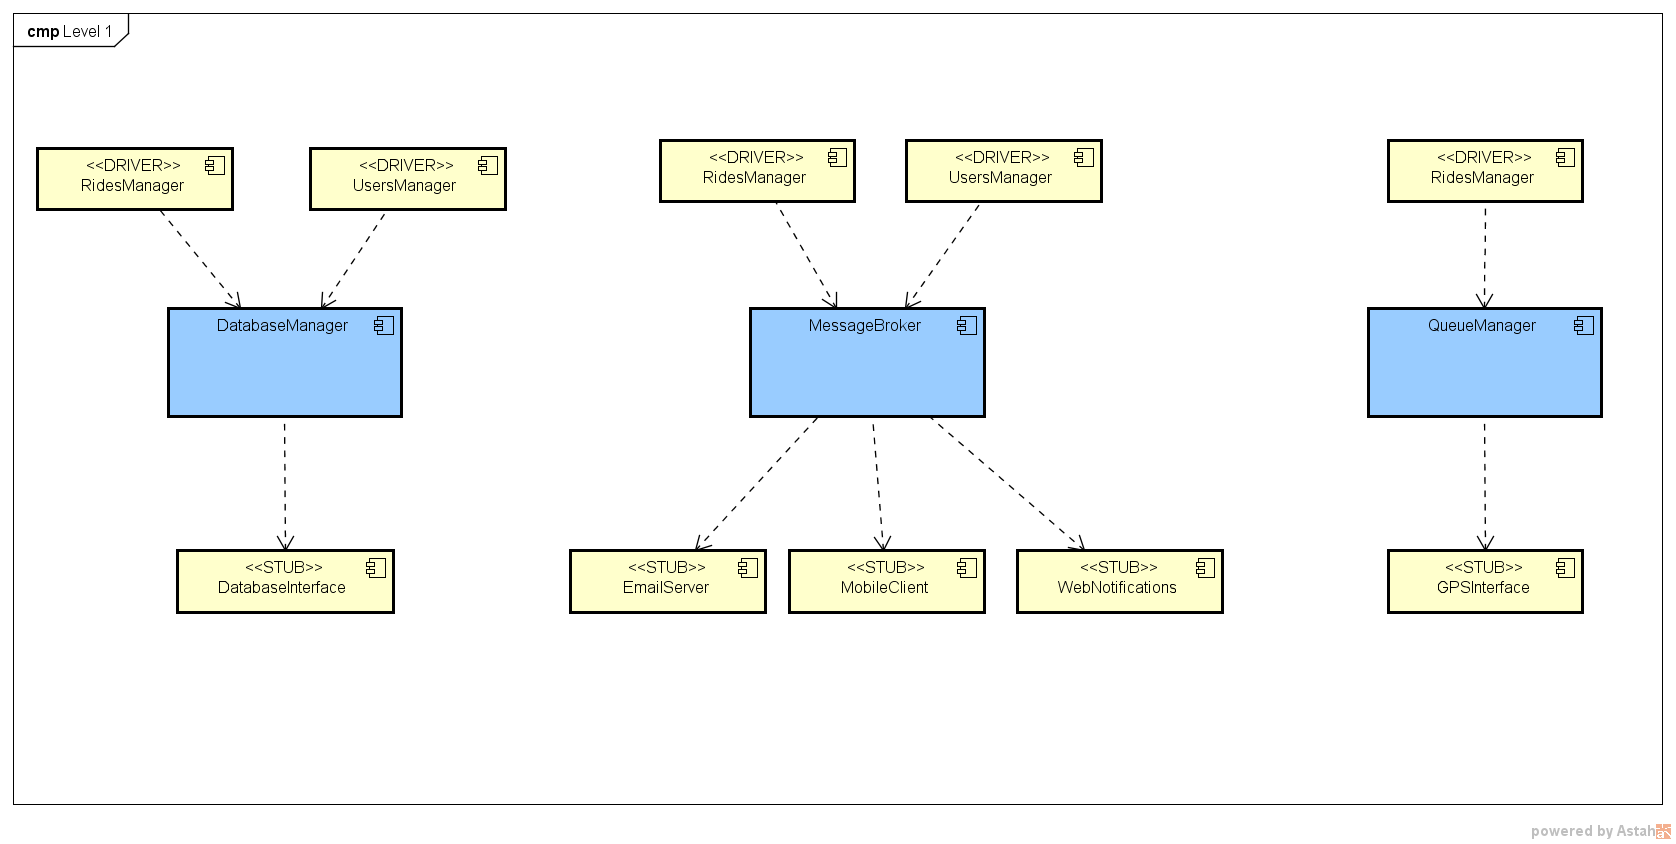 cmp Level 1
<<DRIVER>>
RidesManager
<<DRIVER>>
UsersManager
<<DRIVER>>
RidesManager
<<DRIVER>>
UsersManager
<<DRIVER>>
RidesManager
DatabaseManager
MessageBroker
QueueManager
<<STUB>>
DatabaseInterface
<<STUB>>
EmailServer
<<STUB>>
MobileClient
<<STUB>>
WebNotifications
<<STUB>>
GPSInterface
powered by Astah